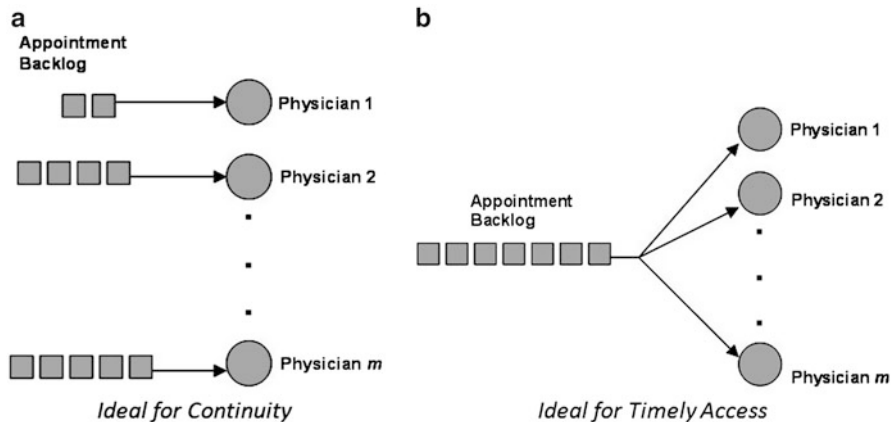 a
Appointment
Backlog
Physician 1
Physician 2
Physician m
Ideal for Continuity
b
Appointment
Backlog
Physician 1
Physician 2
Physician m
Ideal for Timely Access